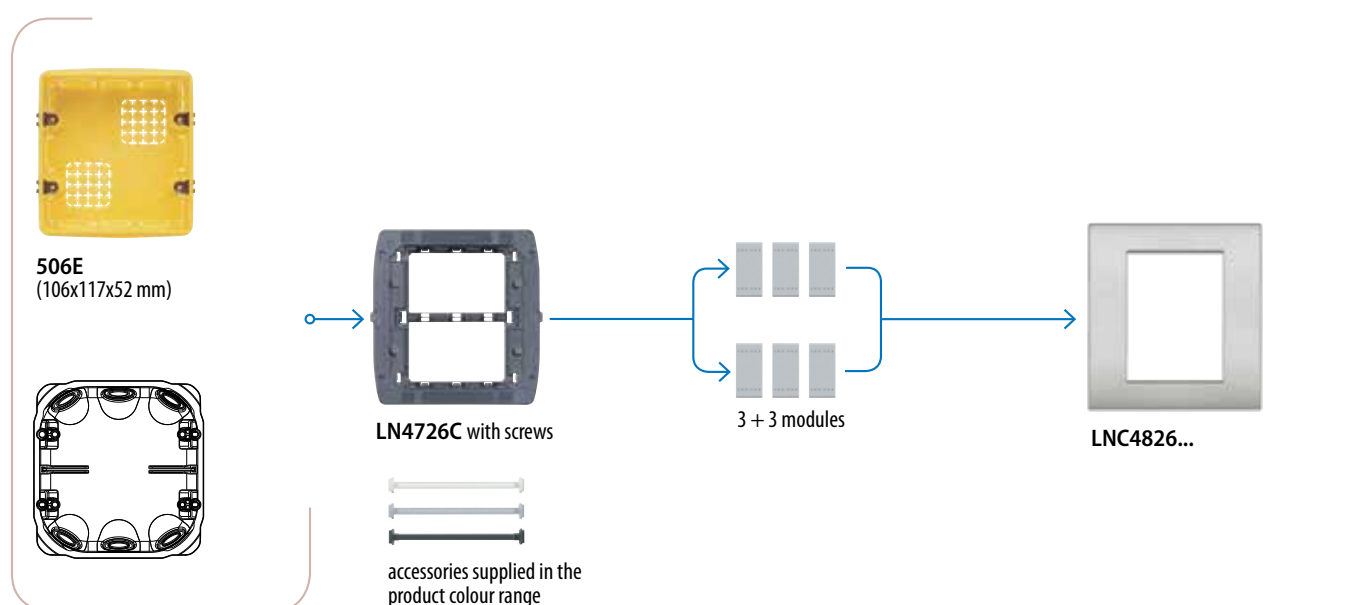 506E
(106x117x52 mm)
LN4726C with screws
accessories supplied in the
product colour range
3 + 3 modules
LNC4826...